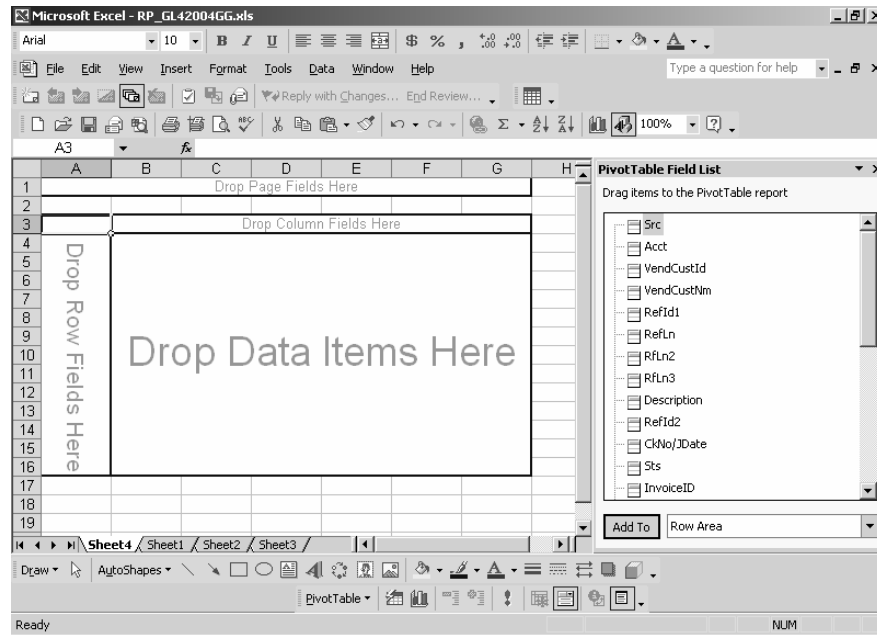 Microsoft Excel - RP_GL42004GG.xls
Arial 10 B I U $ % , .00 .00 A
File Edit View Insert Format Tools Data Window Help Type a question for help
Reply with Changes... End Review...
100%
A3 fx
A B C D E F G H
1 Drop Page Fields Here
2
3 Drop Column Fields Here
4
5
6
7
8
9
10
11
12
13
14
15
16
17
18
19
Drop Row Fields Here
Drop Data Items Here
PivotTable Field List
Drag items to the PivotTable report
Src
Acct
VendCustId
VendCustNm
RefId1
RefLn
RfLn2
RfLn3
Description
RefId2
CkNo/JDate
Sts
InvoiceID
Add To Row Area
Sheet4 Sheet1 Sheet2 Sheet3
Draw AutoShapes A
PivotTable
Ready NUM